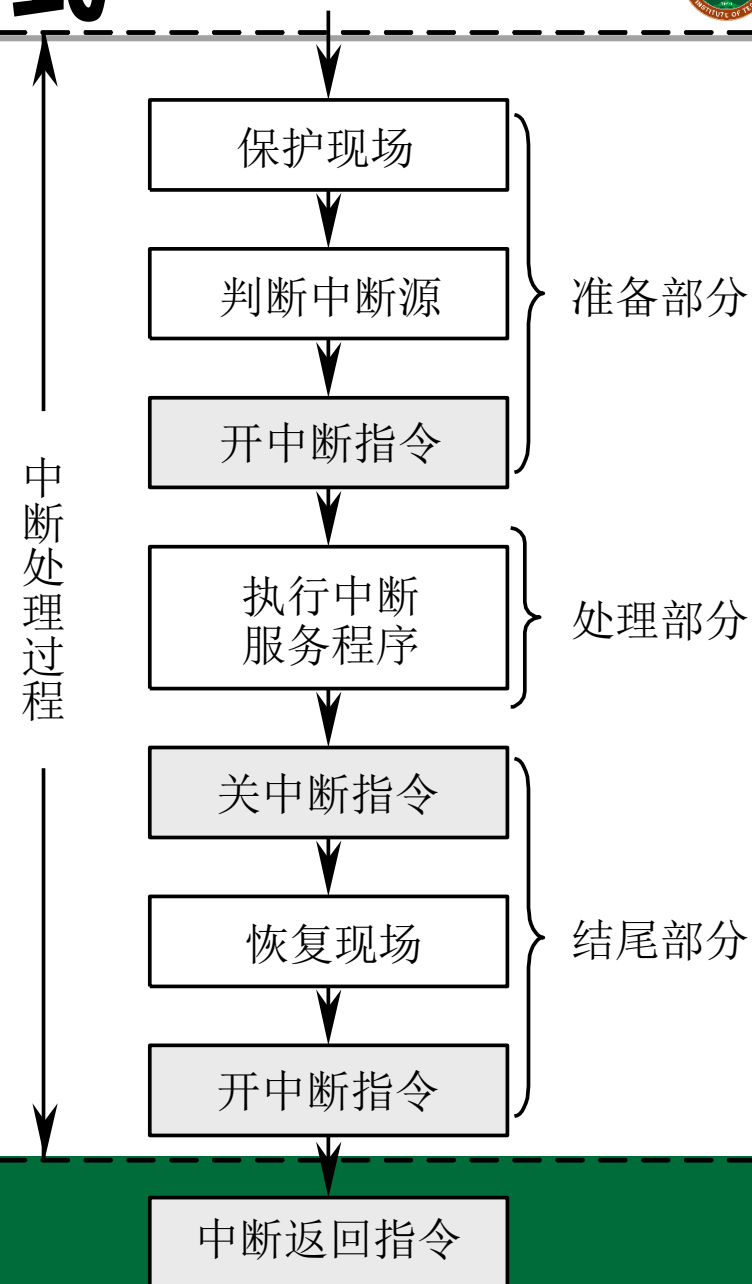 保护现场
判断中断源
准备部分
开中断指令
中断处理过程
执行中断
服务程序
处理部分
关中断指令
恢复现场
结尾部分
开中断指令
中断返回指令